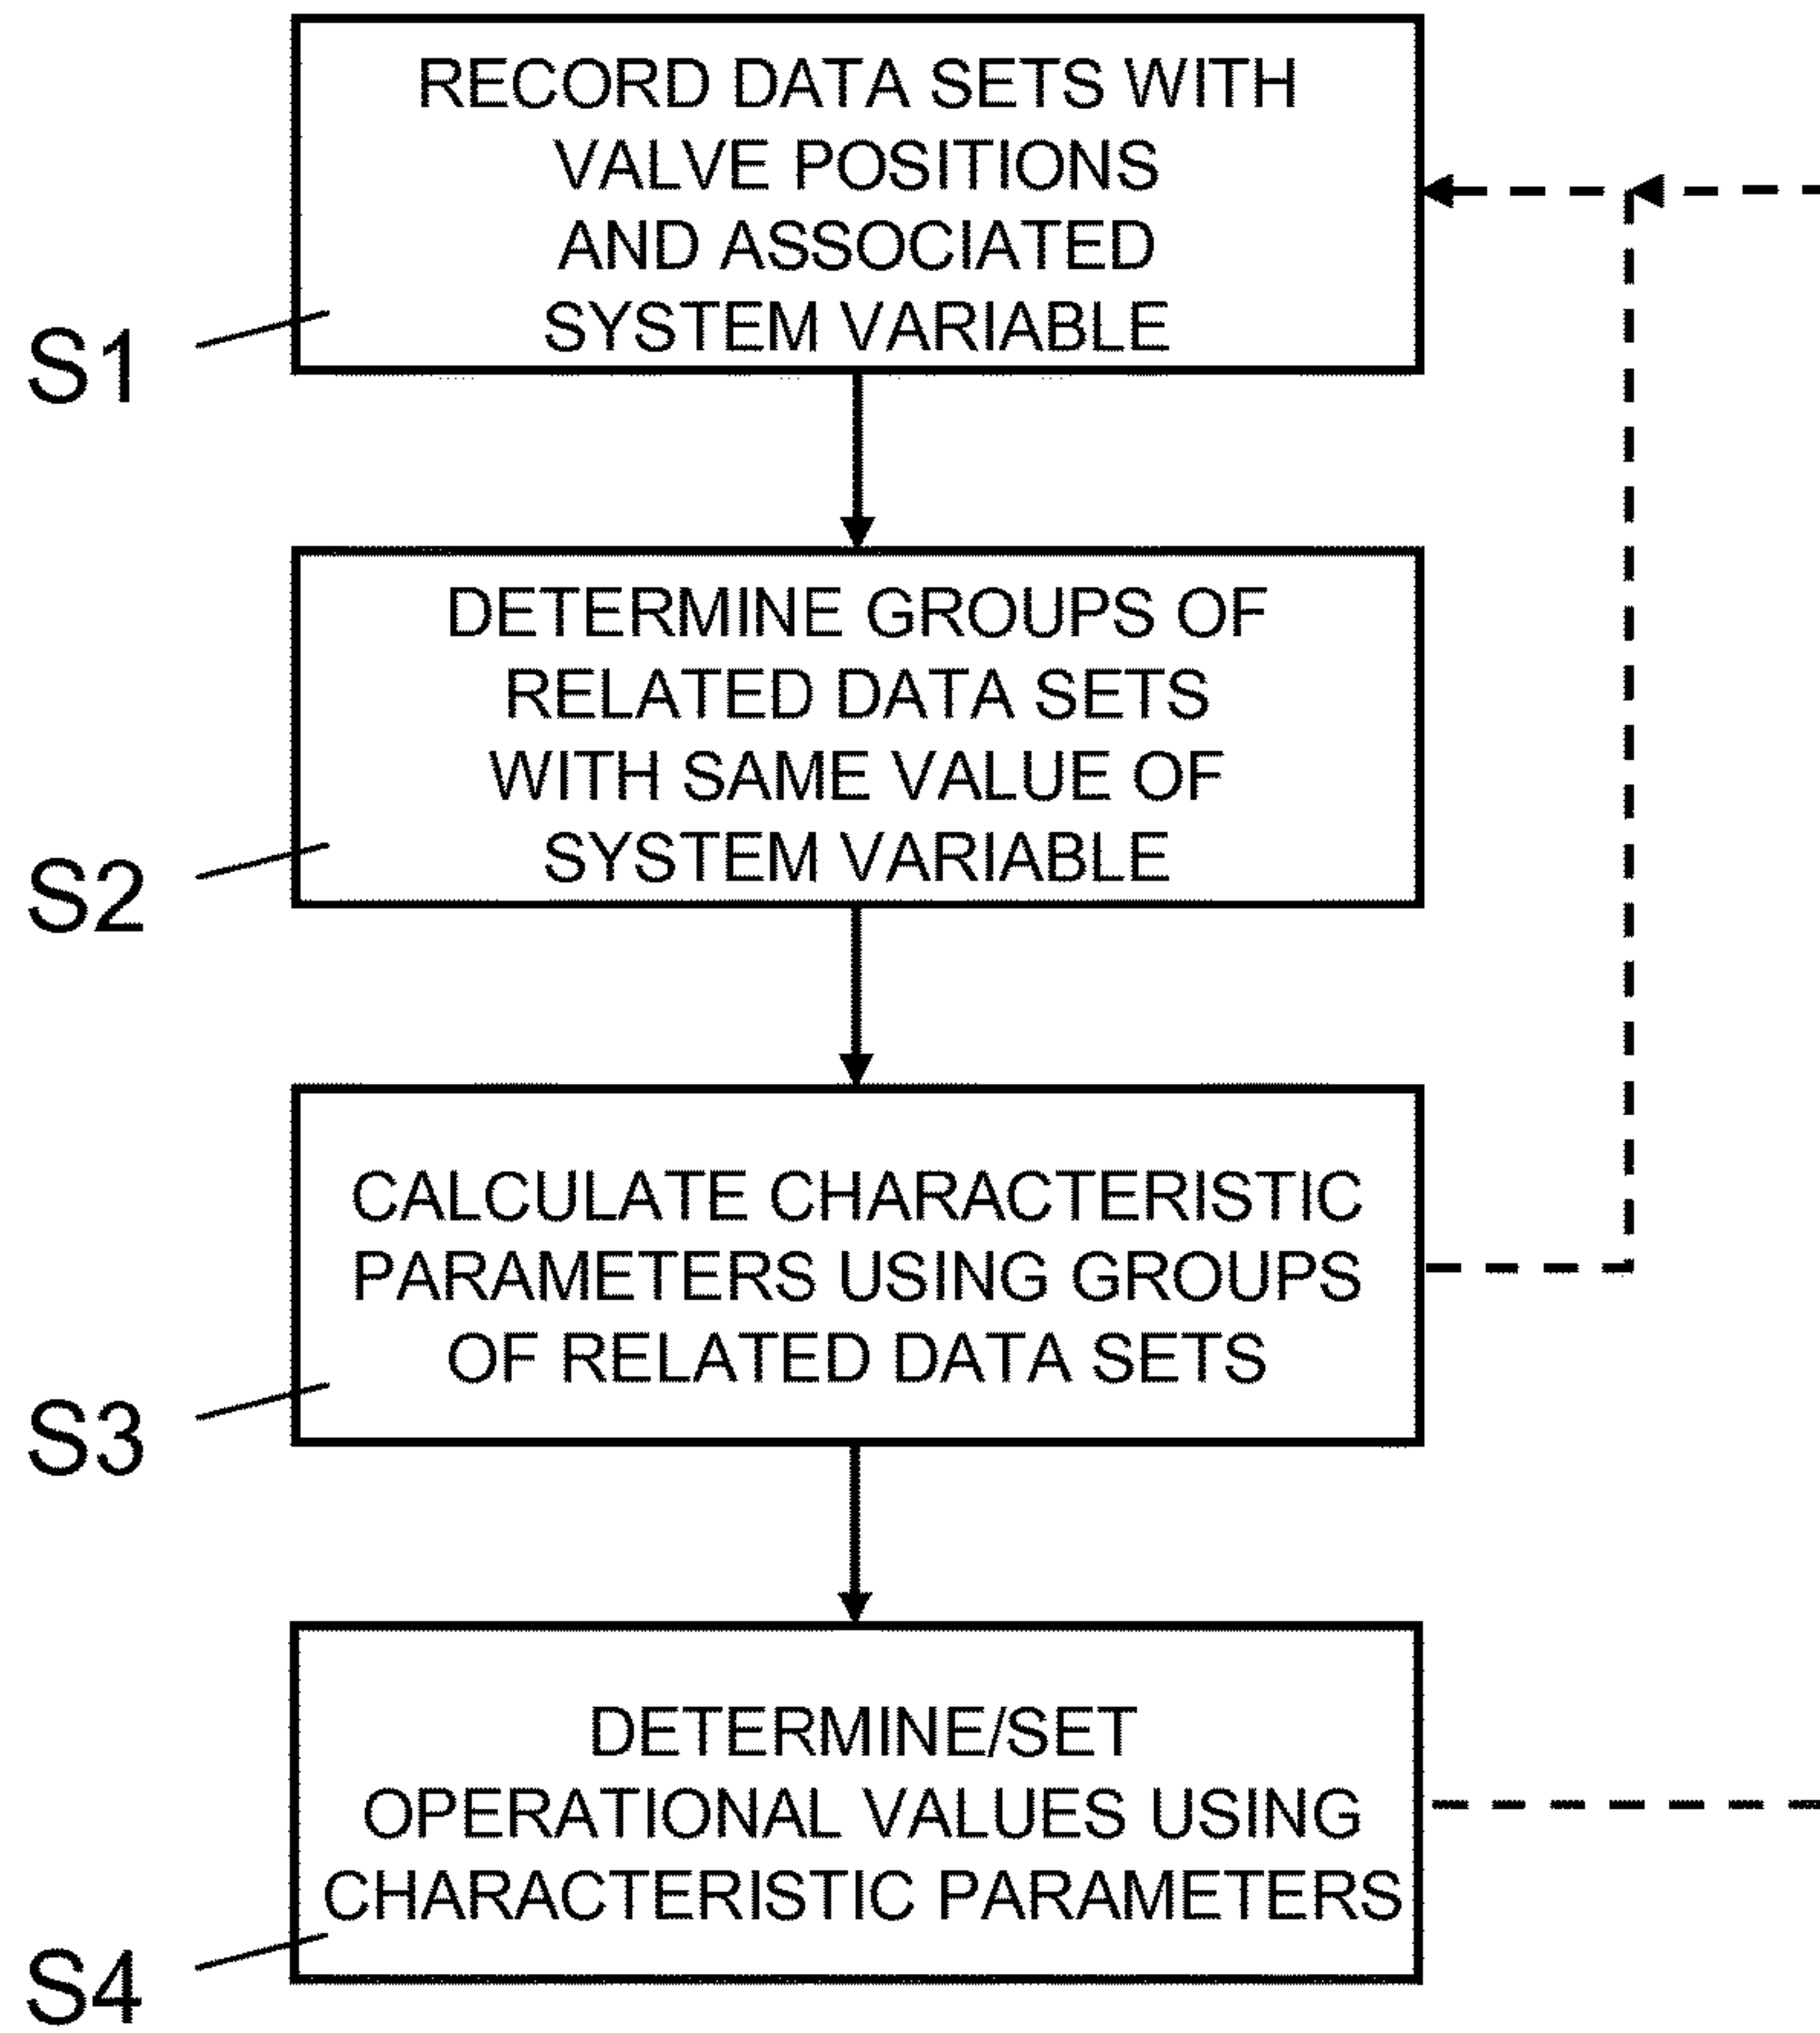 RECORD DATA SETS WITH
VALVE POSITIONS
AND ASSOCIATED
SYSTEM VARIABLE
S1
DETERMINE GROUPS OF
RELATED DATA SETS
WITH SAME VALUE OF
SYSTEM VARIABLE
S2
CALCULATE CHARACTERISTIC
PARAMETERS USING GROUPS
OF RELATED DATA SETS
S3
DETERMINE/SET
OPERATIONAL VALUES USING
CHARACTERISTIC PARAMETERS
S4